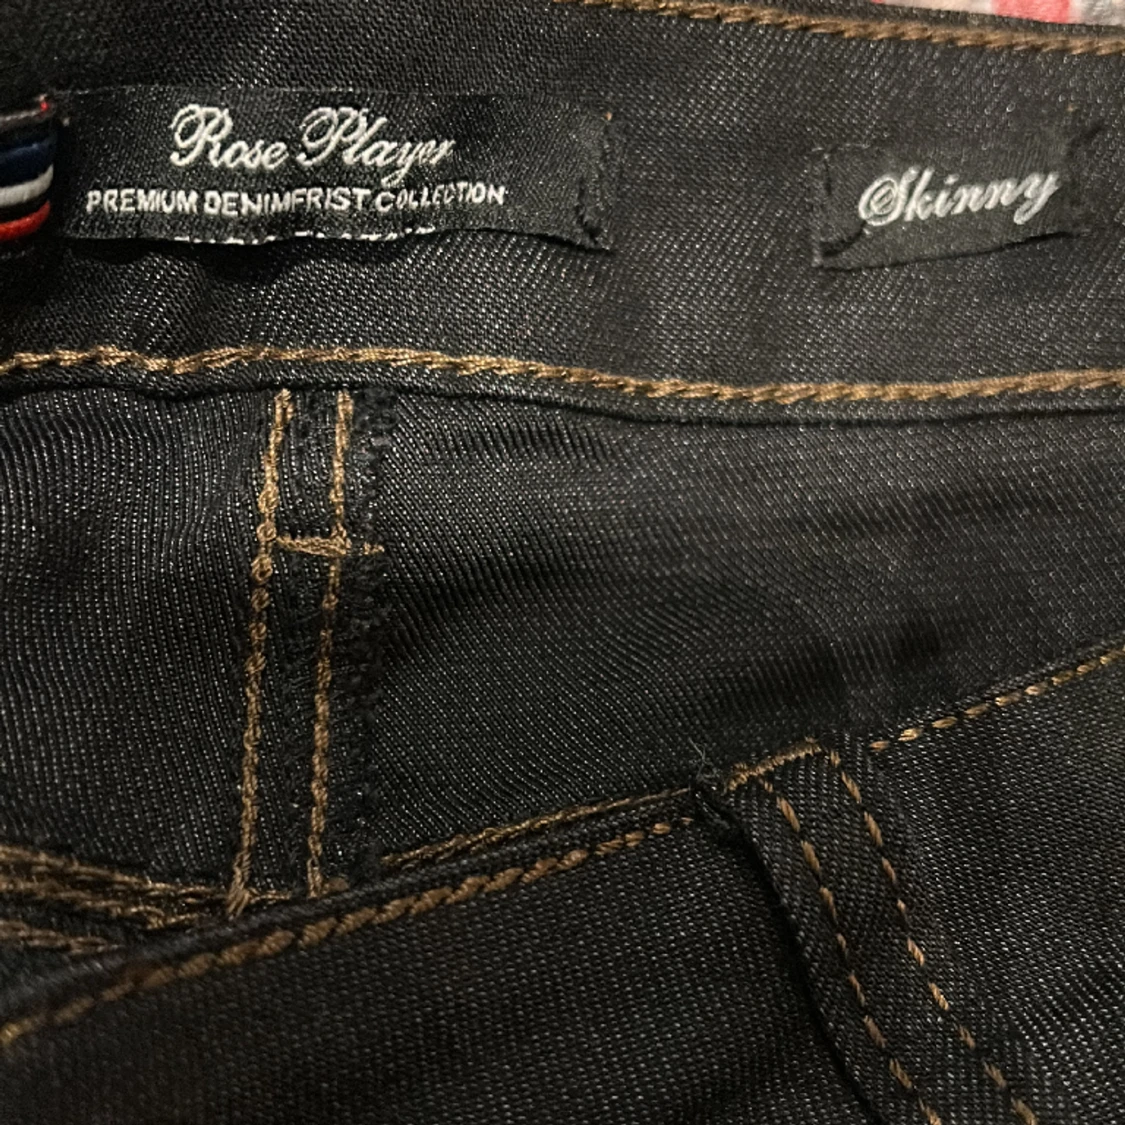 Rose Player
PREMIUM DENIMFRIST COLLECTION
Skinny